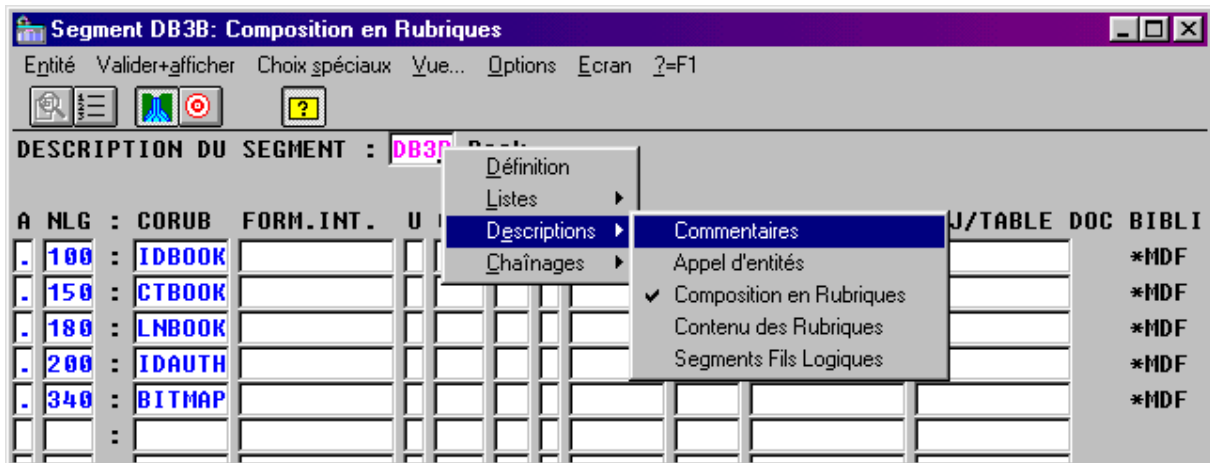 Segment DB3B: Composition en Rubriques
Entité Valider+afficher Choix spéciaux Vue... Options Ecran ?=F1
DESCRIPTION DU SEGMENT : DB3B
Définition
Listes
Descriptions
Chaînages
Commentaires
Appel d'entités
✔ Composition en Rubriques
Contenu des Rubriques
Segments Fils Logiques
A NLG : CORUB FORM.INT. U J/TABLE DOC BIBLI
. 100 : IDBOOK *MDF
. 150 : CTBOOK *MDF
. 180 : LNBOOK *MDF
. 200 : IDAUTH *MDF
. 340 : BITMAP *MDF
: